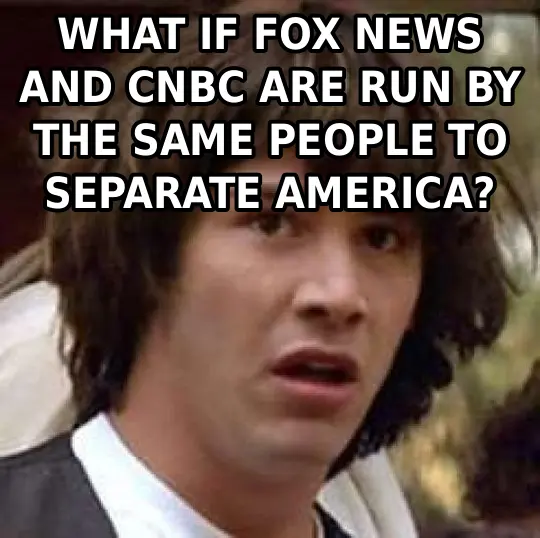 WHAT IF FOX NEWS
AND CNBC ARE RUN BY
THE SAME PEOPLE TO
SEPARATE AMERICA?